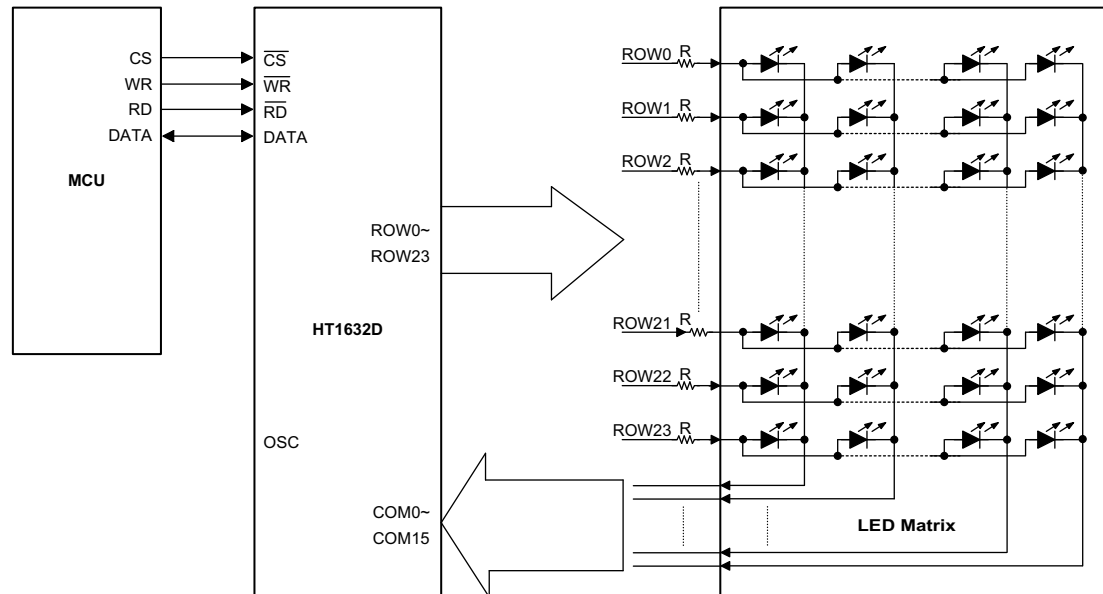 MCU
CS
WR
RD
DATA
CS
WR
RD
DATA
ROW0~
ROW23
HT1632D
OSC
COM0~
COM15
ROW0 R
ROW1 R
ROW2 R
ROW21 R
ROW22 R
ROW23 R
LED Matrix